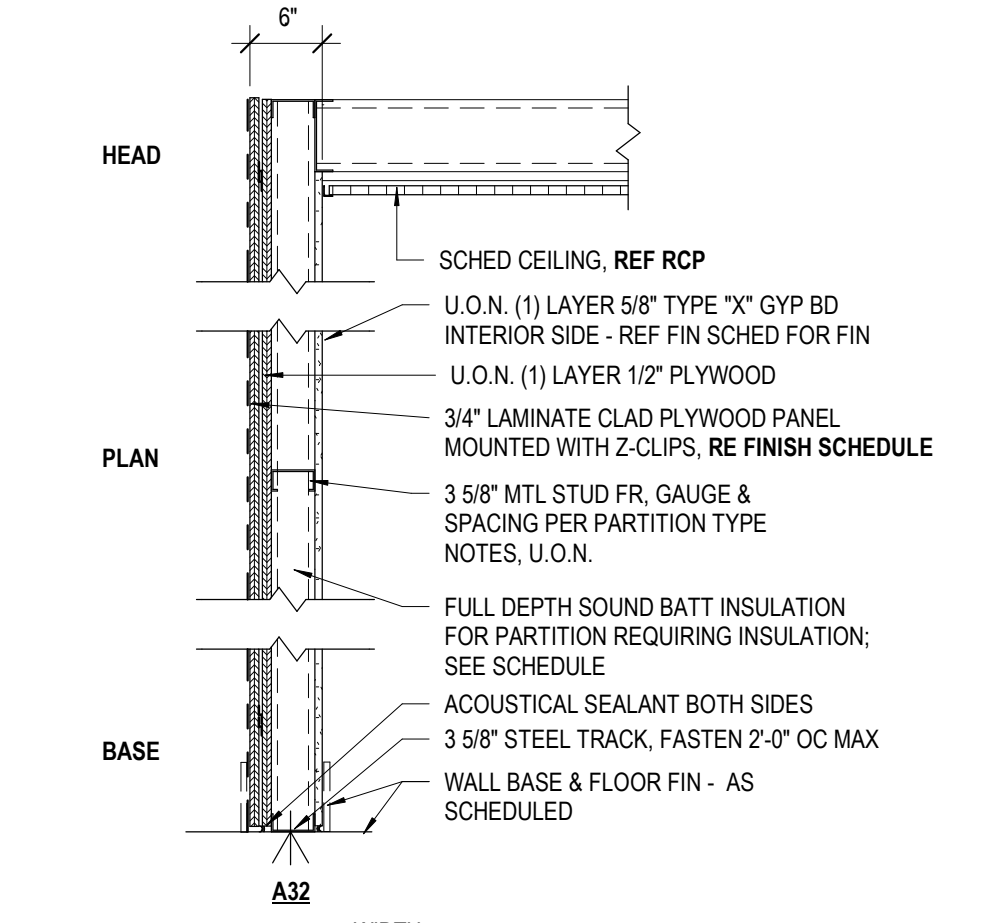 6"
HEAD
SCHED CEILING, REF RCP
U.O.N. (1) LAYER 5/8" TYPE "X" GYP BD
INTERIOR SIDE - REF FIN SCHED FOR FIN
U.O.N. (1) LAYER 1/2" PLYWOOD
3/4" LAMINATE CLAD PLYWOOD PANEL
MOUNTED WITH Z-CLIPS, RE FINISH SCHEDULE
PLAN
3 5/8" MTL STUD FR, GAUGE &
SPACING PER PARTITION TYPE
NOTES, U.O.N.
FULL DEPTH SOUND BATT INSULATION
FOR PARTITION REQUIRING INSULATION;
SEE SCHEDULE
ACOUSTICAL SEALANT BOTH SIDES
3 5/8" STEEL TRACK, FASTEN 2'-0" OC MAX
BASE
WALL BASE & FLOOR FIN - AS
SCHEDULED
A32